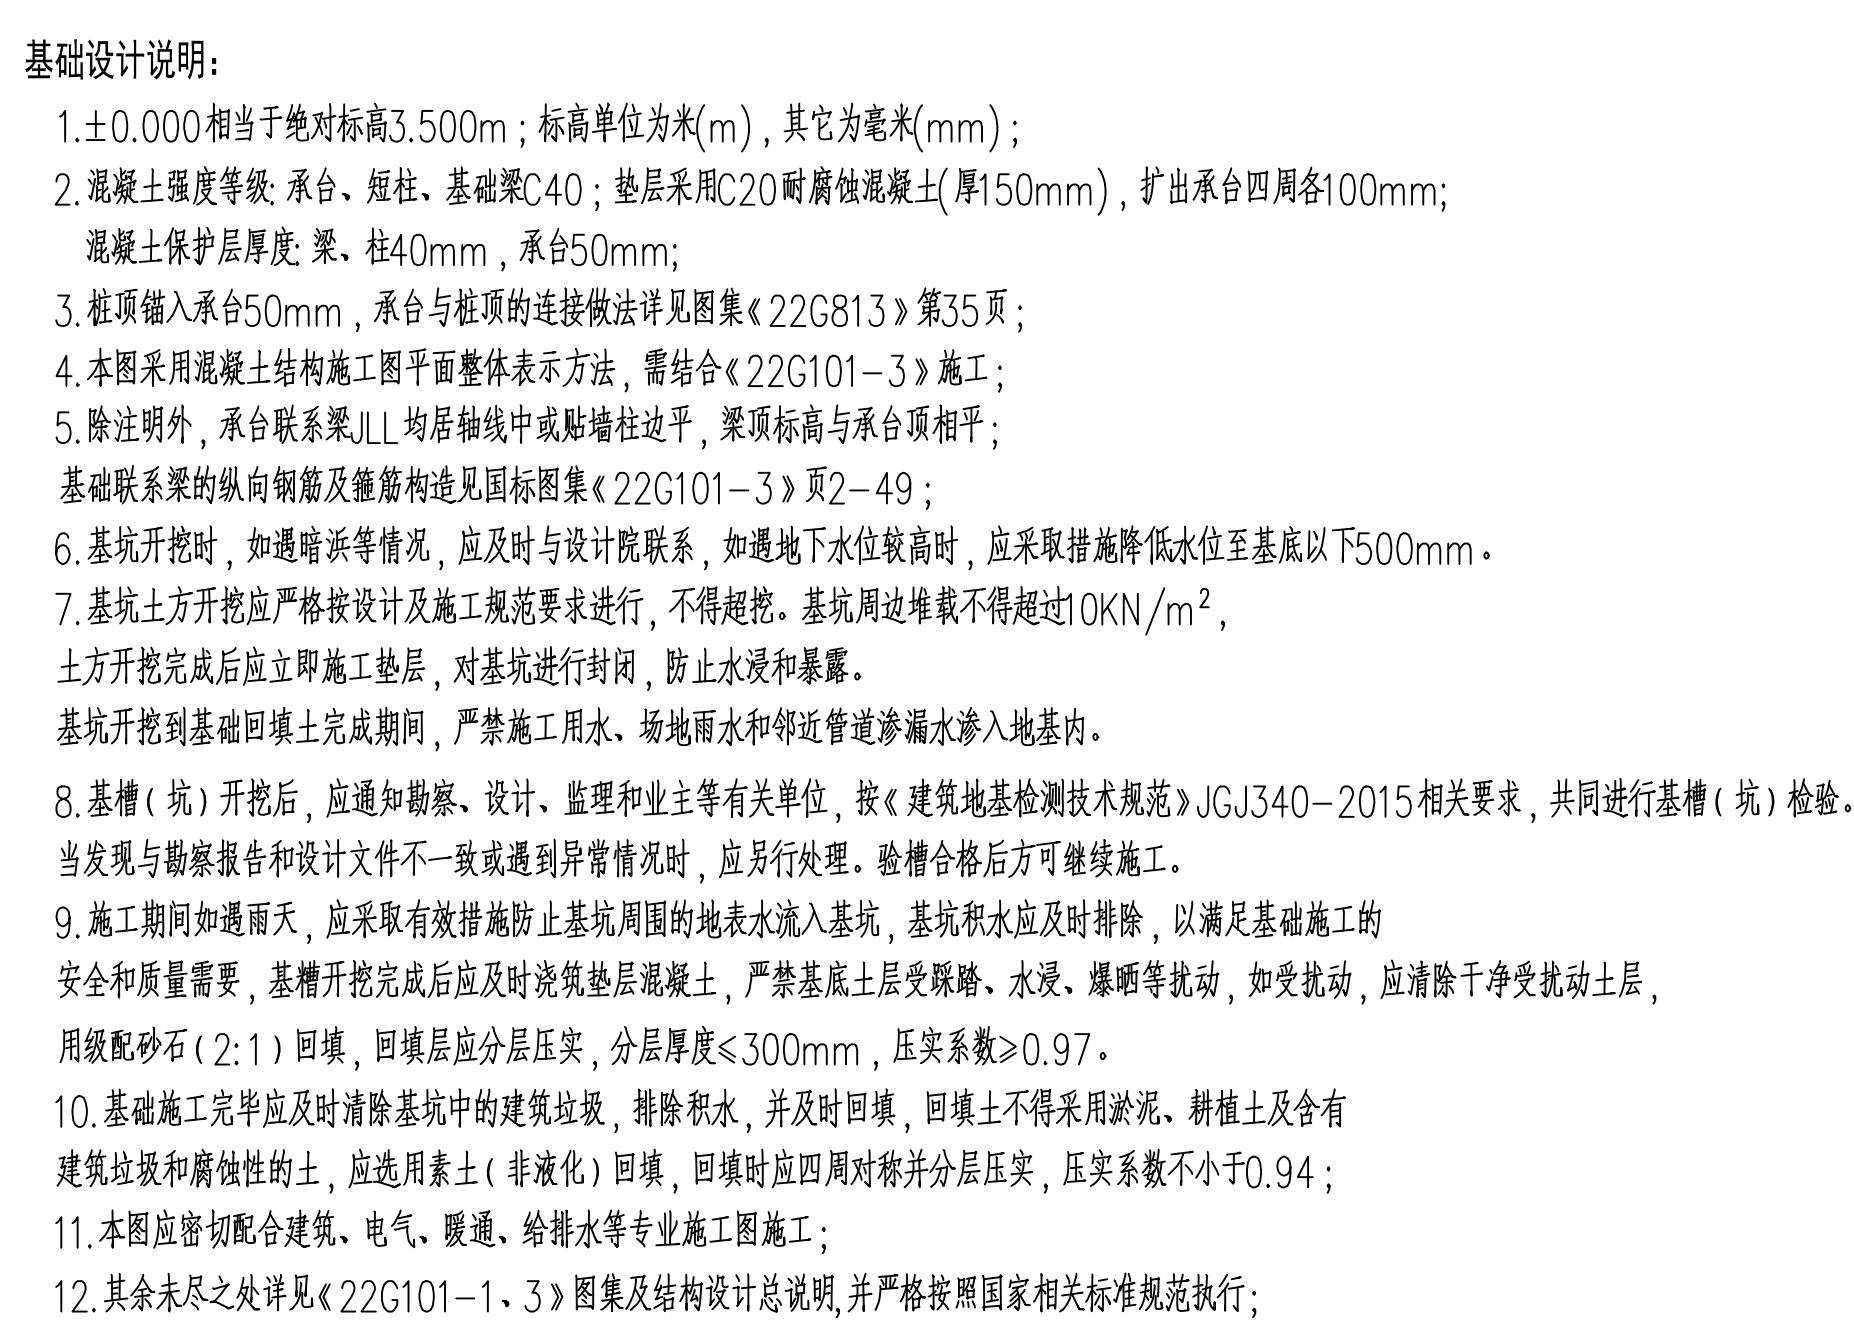 基础设计说明:
1.±0.000相当于绝对标高3.500m;标高单位为米(m),其它为毫米(mm);
2.混凝土强度等级:承台、短柱、基础梁C40;垫层采用C20耐腐蚀混凝土(厚150mm),扩出承台四周各100mm;
混凝土保护层厚度:梁、柱40mm,承台50mm;
3.桩顶锚入承台50mm,承台与桩顶的连接做法详见图集《22G813》第35页;
4.本图采用混凝土结构施工图平面整体表示方法,需结合《22G101-3》施工;
5.除注明外,承台联系梁JLL均居轴线中或贴墙柱边平,梁顶标高与承台顶相平;
基础联系梁的纵向钢筋及箍筋构造见国标图集《22G101-3》页2-49;
6.基坑开挖时,如遇暗浜等情况,应及时与设计院联系,如遇地下水位较高时,应采取措施降低水位至基底以下500mm。
7.基坑土方开挖应严格按设计及施工规范要求进行,不得超挖。基坑周边堆载不得超过10KN/m²,
土方开挖完成后应立即施工垫层,对基坑进行封闭,防止水浸和暴露。
基坑开挖到基础回填土完成期间,严禁施工用水、场地雨水和邻近管道渗漏水渗入地基内。
8.基槽(坑)开挖后,应通知勘察、设计、监理和业主等有关单位,按《建筑地基检测技术规范》JGJ340-2015相关要求,共同进行基槽(坑)检验。
当发现与勘察报告和设计文件不一致或遇到异常情况时,应另行处理。验槽合格后方可继续施工。
9.施工期间如遇雨天,应采取有效措施防止基坑周围的地表水流入基坑,基坑积水应及时排除,以满足基础施工的
安全和质量需要,基槽开挖完成后应及时浇筑垫层混凝土,严禁基底土层受踩踏、水浸、爆晒等扰动,如受扰动,应清除干净受扰动土层,
用级配砂石(2:1)回填,回填层应分层压实,分层厚度≤300mm,压实系数≥0.97。
10.基础施工完毕应及时清除基坑中的建筑垃圾,排除积水,并及时回填,回填土不得采用淤泥、耕植土及含有
建筑垃圾和腐蚀性的土,应选用素土(非液化)回填,回填时应四周对称并分层压实,压实系数不小于0.94;
11.本图应密切配合建筑、电气、暖通、给排水等专业施工图施工;
12.其余未尽之处详见《22G101-1、3》图集及结构设计总说明,并严格按照国家相关标准规范执行;